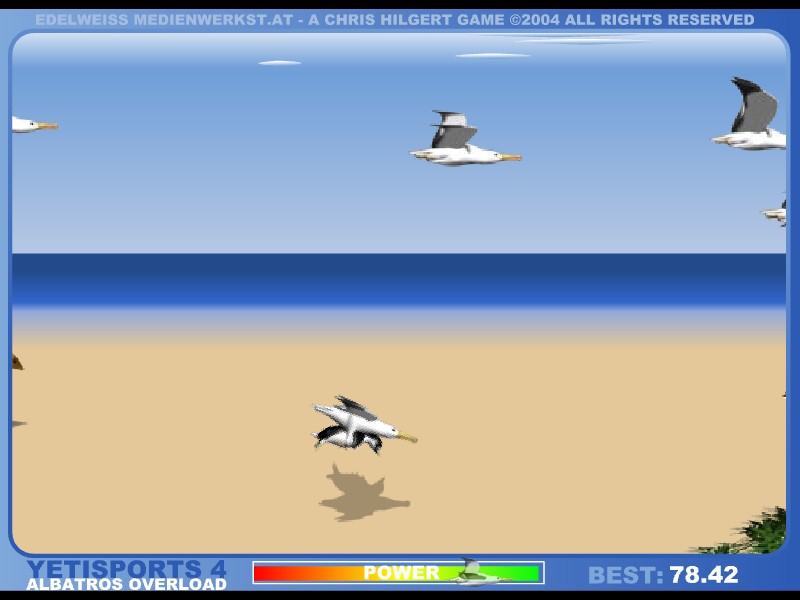 EDELWEISS MEDIENWERKST.AT - A CHRIS HILGERT GAME ©2004 ALL RIGHTS RESERVED
YETISPORTS 4
ALBATROS OVERLOAD
POWER
BEST: 78.42